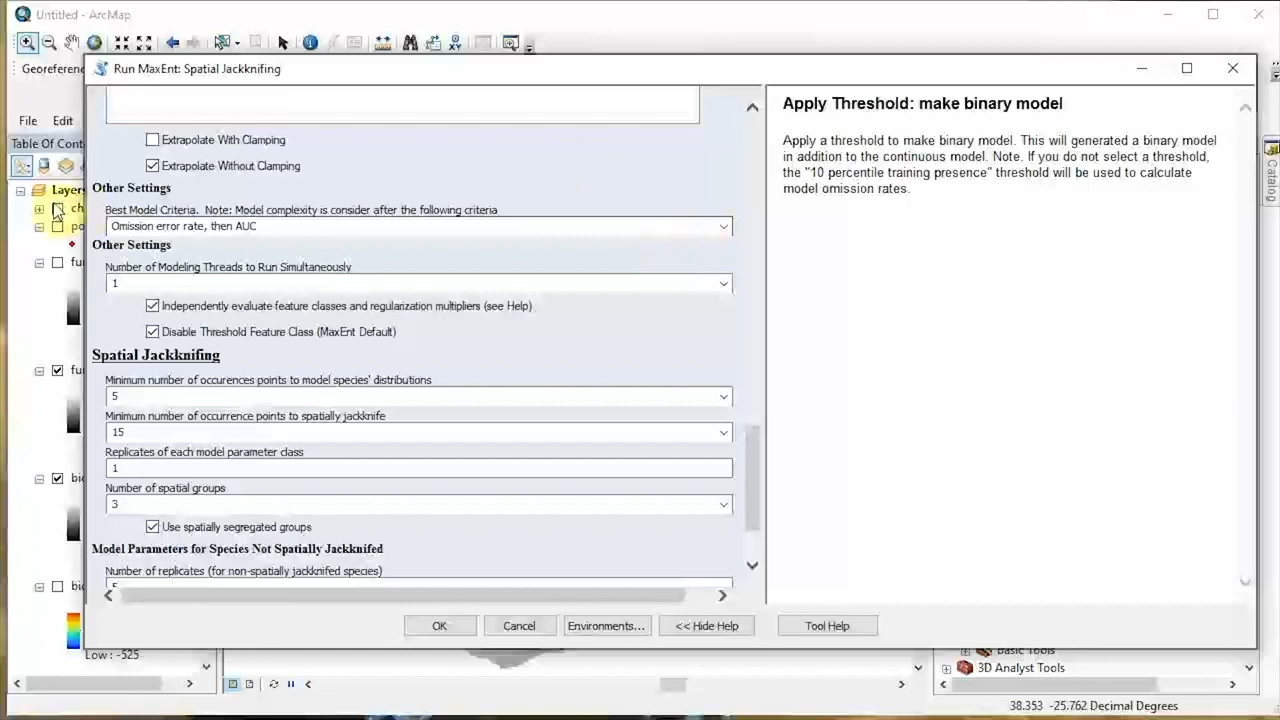 Untitled - ArcMap
Georeferenc
File Edit
Table Of Conte
Layers
ch
po
fu
fu
bio
bio
Low : -525
Run MaxEnt: Spatial Jackknifing
Extrapolate With Clamping
Extrapolate Without Clamping
Other Settings
Best Model Criteria. Note: Model complexity is consider after the following criteria
Omission error rate, then AUC
Other Settings
Number of Modeling Threads to Run Simultaneously
1
Independently evaluate feature classes and regularization multipliers (see Help)
Disable Threshold Feature Class (MaxEnt Default)
Spatial Jackknifing
Minimum number of occurences points to model species' distributions
5
Minimum number of occurrence points to spatially jackknife
15
Replicates of each model parameter class
1
Number of spatial groups
3
Use spatially segregated groups
Model Parameters for Species Not Spatially Jackknifed
Number of replicates (for non-spatially jackknifed species)
5
OK Cancel Environments... << Hide Help Tool Help
Apply Threshold: make binary model
Apply a threshold to make binary model. This will generated a binary model
in addition to the continuous model. Note. If you do not select a threshold,
the "10 percentile training presence" threshold will be used to calculate
model omission rates.
Catalog
Basic Tools
3D Analyst Tools
38.353 -25.762 Decimal Degrees